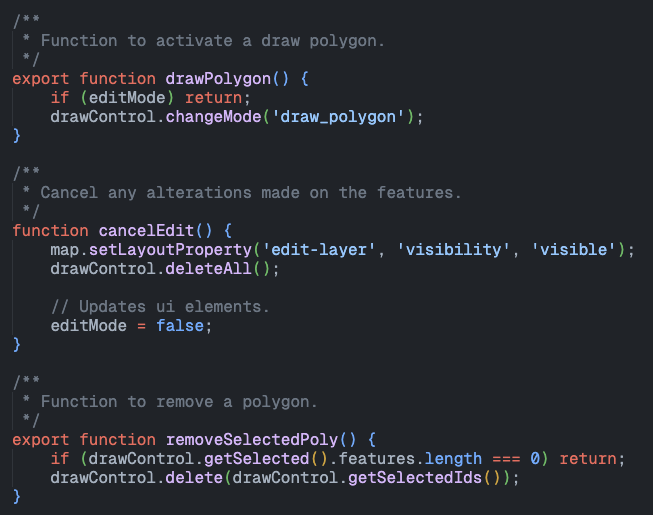 /**
 * Function to activate a draw polygon.
 */
export function drawPolygon() {
    if (editMode) return;
    drawControl.changeMode('draw_polygon');
}

/**
 * Cancel any alterations made on the features.
 */
function cancelEdit() {
    map.setLayoutProperty('edit-layer', 'visibility', 'visible');
    drawControl.deleteAll();

    // Updates ui elements.
    editMode = false;
}

/**
 * Function to remove a polygon.
 */
export function removeSelectedPoly() {
    if (drawControl.getSelected().features.length === 0) return;
    drawControl.delete(drawControl.getSelectedIds());
}